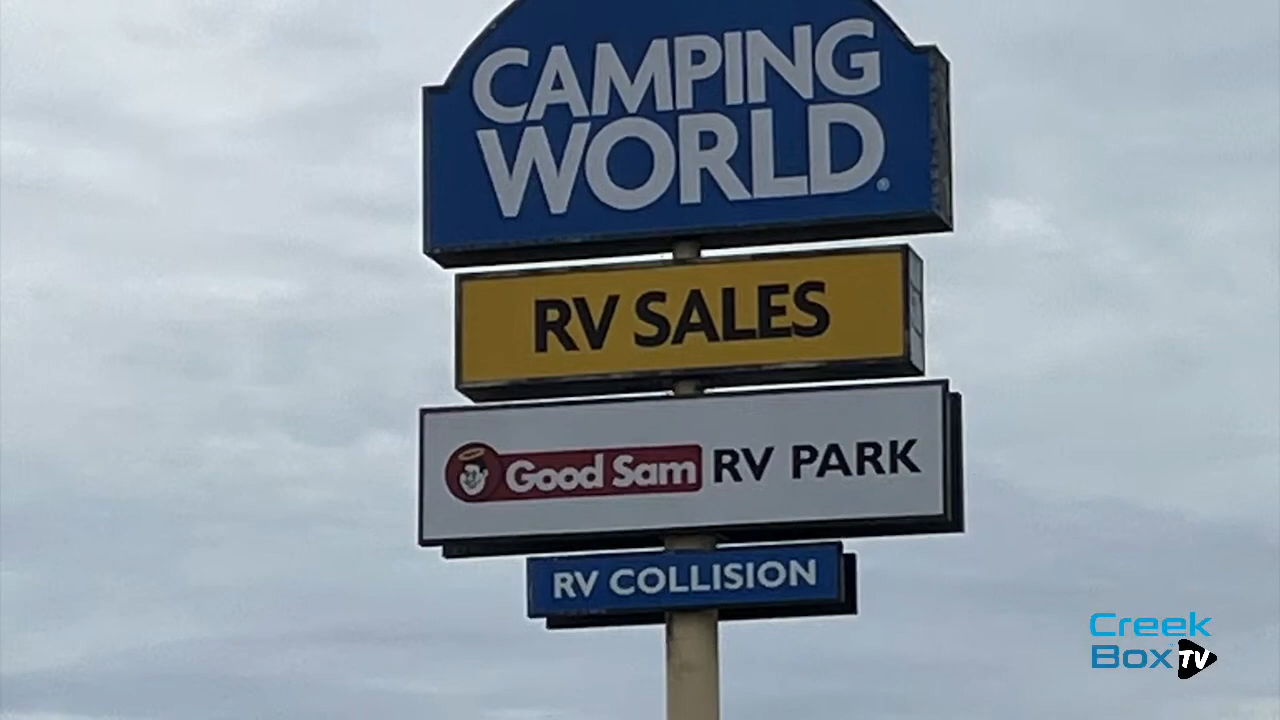 CAMPING
WORLD®
RV SALES
Good Sam RV PARK
RV COLLISION
Creek
Box TV